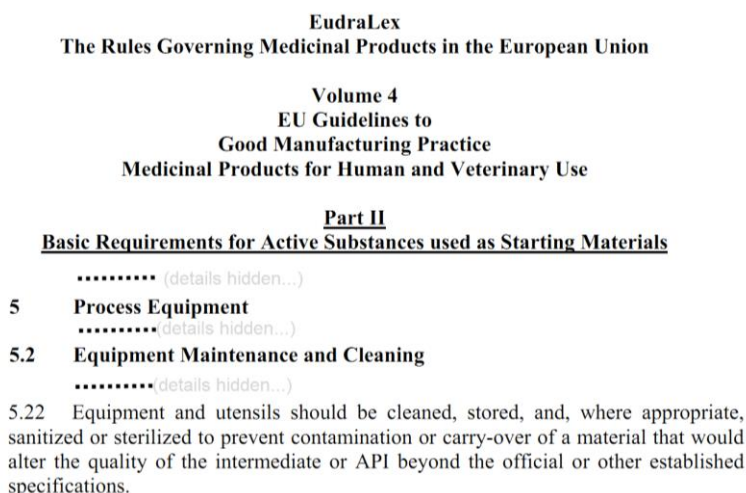 EudraLex
The Rules Governing Medicinal Products in the European Union
Volume 4
EU Guidelines to
Good Manufacturing Practice
Medicinal Products for Human and Veterinary Use
Part II
Basic Requirements for Active Substances used as Starting Materials
.......... (details hidden...)
5 Process Equipment
..........(details hidden...)
5.2 Equipment Maintenance and Cleaning
..........(details hidden...)
5.22 Equipment and utensils should be cleaned, stored, and, where appropriate,
sanitized or sterilized to prevent contamination or carry-over of a material that would
alter the quality of the intermediate or API beyond the official or other established
specifications.